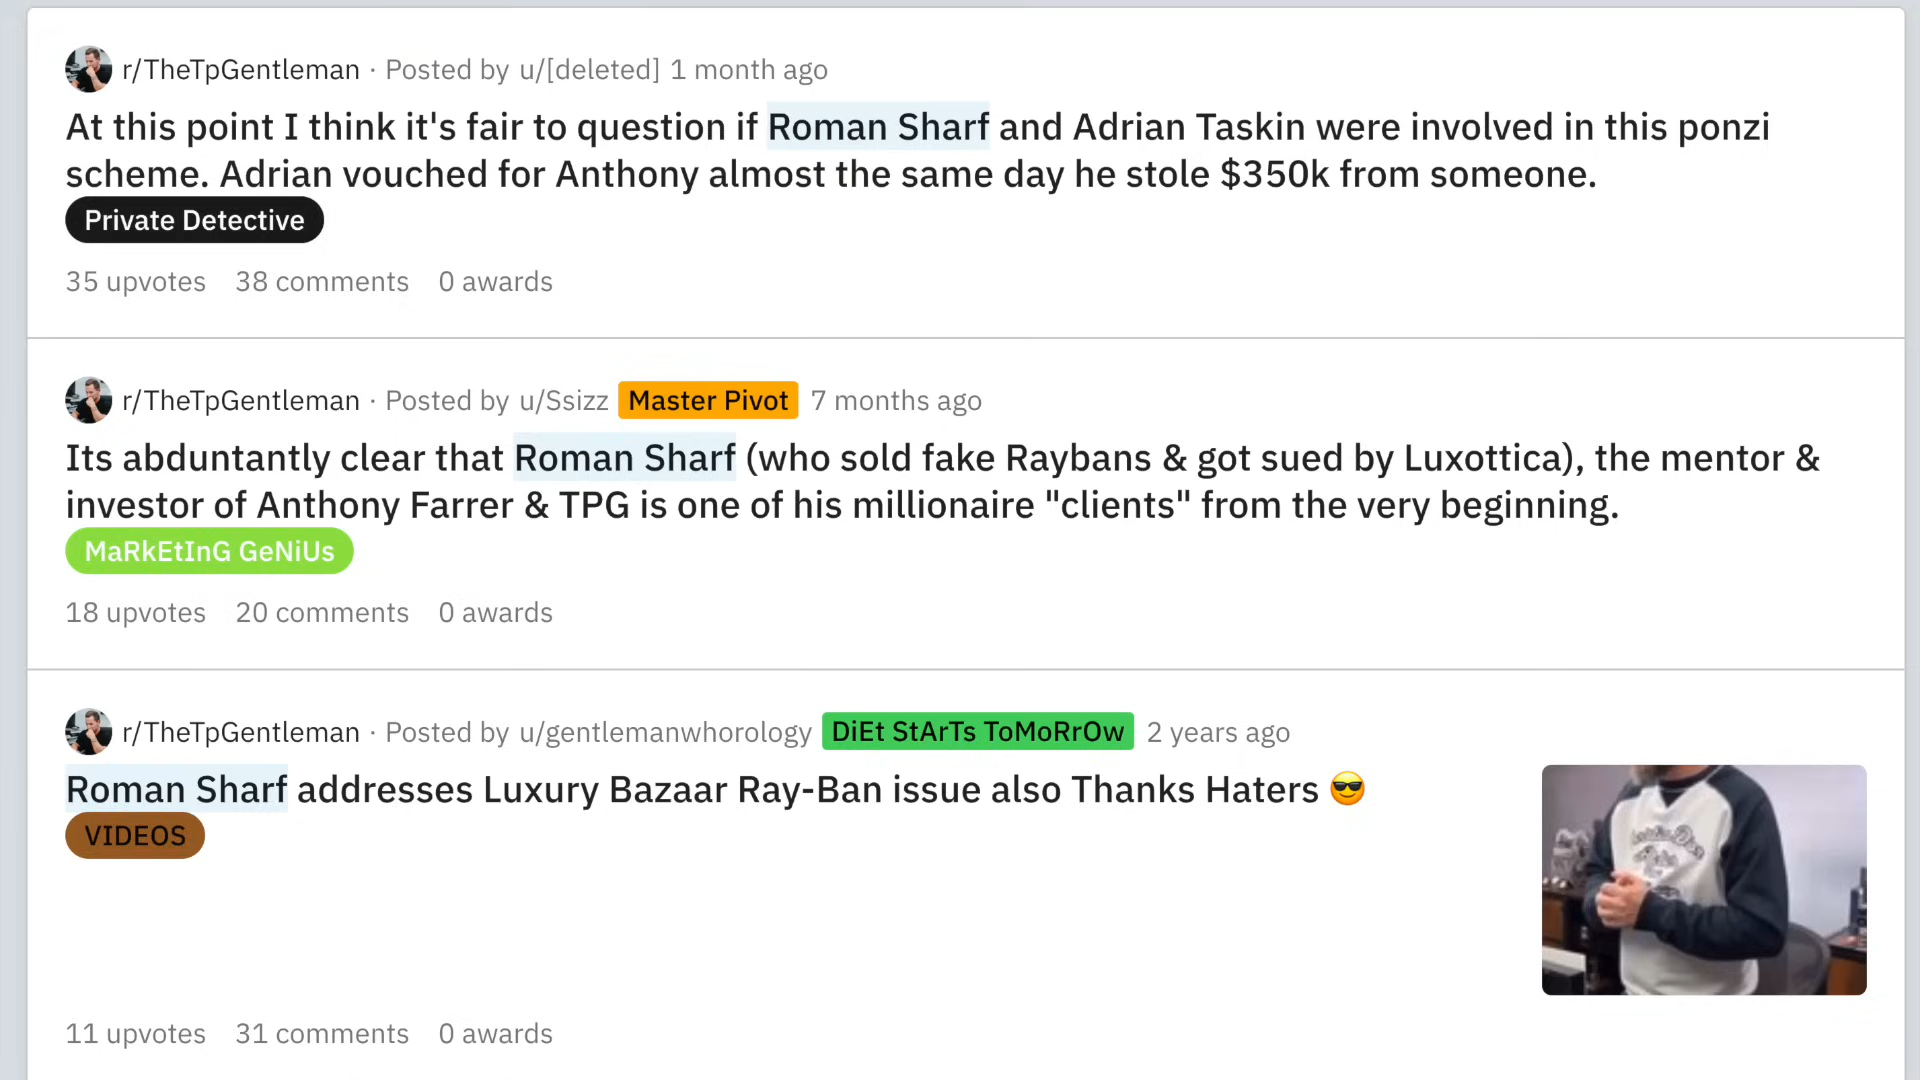 r/TheTpGentleman · Posted by u/[deleted] 1 month ago
At this point I think it's fair to question if Roman Sharf and Adrian Taskin were involved in this ponzi
scheme. Adrian vouched for Anthony almost the same day he stole $350k from someone.
Private Detective
35 upvotes 38 comments 0 awards
r/TheTpGentleman · Posted by u/Ssizz Master Pivot 7 months ago
Its abduntantly clear that Roman Sharf (who sold fake Raybans & got sued by Luxottica), the mentor &
investor of Anthony Farrer & TPG is one of his millionaire "clients" from the very beginning.
MaRkEtInG GeNiUs
18 upvotes 20 comments 0 awards
r/TheTpGentleman · Posted by u/gentlemanwhorology DiEt StArTs ToMoRrOw 2 years ago
Roman Sharf addresses Luxury Bazaar Ray-Ban issue also Thanks Haters 😎
VIDEOS
11 upvotes 31 comments 0 awards